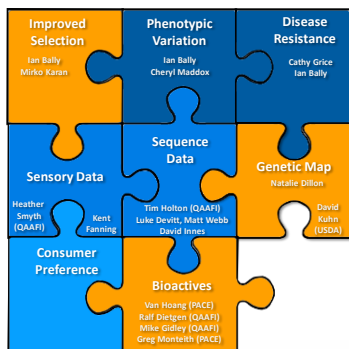 Improved
Selection
Ian Bally
Mirko Karan
Phenotypic
Variation
Ian Bally
Cheryl Maddox
Disease
Resistance
Cathy Grice
Ian Bally
Sensory Data
Heather
Smyth
(QAAFI)
Kent
Fanning
Sequence
Data
Tim Holton (QAAFI)
Luke Devitt, Matt Webb
David Innes
Genetic Map
Natalie Dillon
David
Kuhn
(USDA)
Consumer
Preference
Bioactives
Van Hoang (PACE)
Ralf Dietgen (QAAFI)
Mike Gidley (QAAFI)
Greg Monteith (PACE)